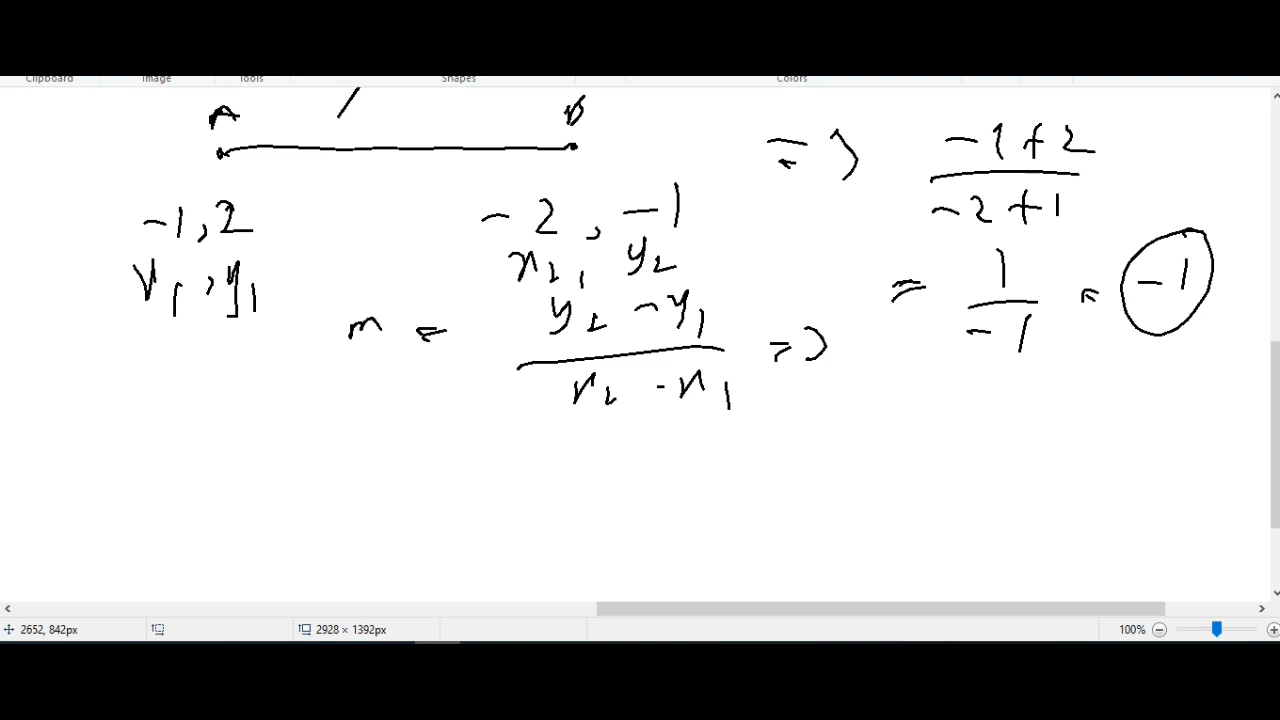 Clipboard Image Tools Shapes Colors
A B
=> -1+2 / -2+1
-1,2 -2, -1
x₁, y₁ x₂, y₂
= 1 / -1 = -1
m = y₂ - y₁ / x₂ - x₁ =>
2652, 842px 2928 × 1392px 100%